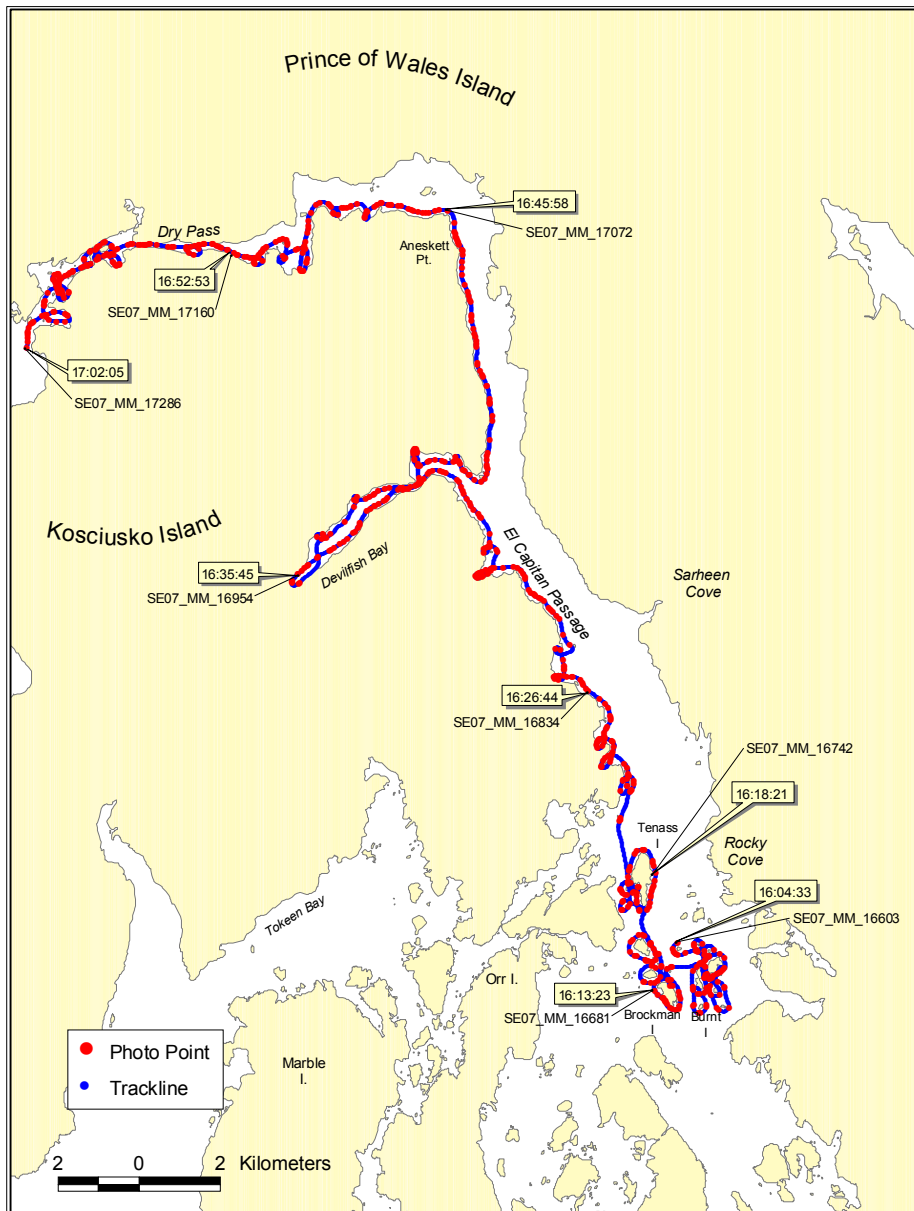 Prince of Wales Island
16:45:58
Dry Pass
SE07_MM_17072
Aneskett
Pt.
16:52:53
SE07_MM_17160
17:02:05
SE07_MM_17286
Kosciusko Island
El Capitan Passage
Devilfish Bay
16:35:45
SE07_MM_16954
Sarheen
Cove
16:26:44
SE07_MM_16834
SE07_MM_16742
16:18:21
Tenass
I
Rocky
Cove
16:04:33
SE07_MM_16603
Tokeen Bay
Orr I.
16:13:23
SE07_MM_16681
Brockman
I
Burnt
I
Marble
I.
Photo Point
Trackline
2 0 2 Kilometers